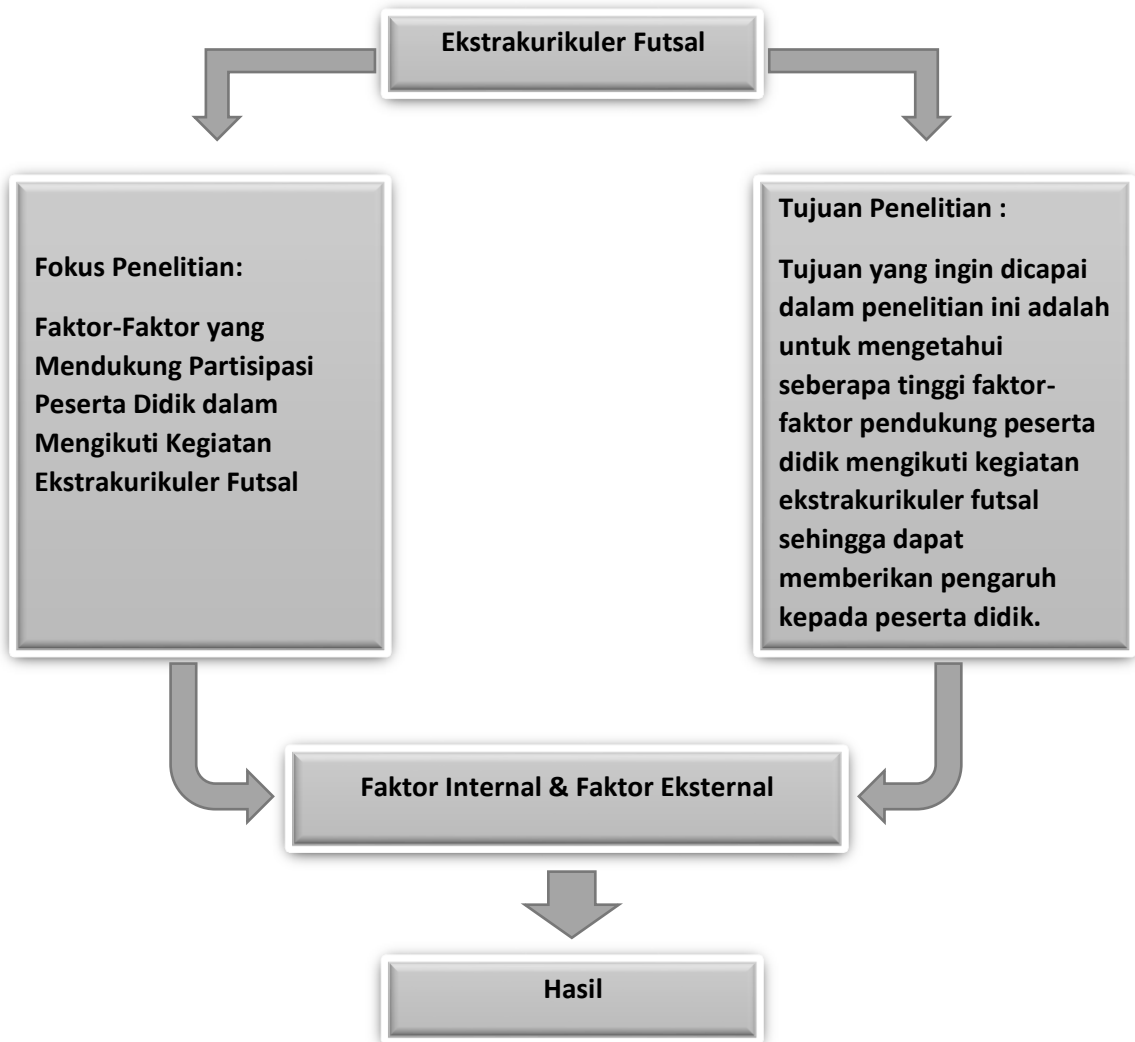 Ekstrakurikuler Futsal
Fokus Penelitian:
Faktor-Faktor yang
Mendukung Partisipasi
Peserta Didik dalam
Mengikuti Kegiatan
Ekstrakurikuler Futsal
Tujuan Penelitian :
Tujuan yang ingin dicapai
dalam penelitian ini adalah
untuk mengetahui
seberapa tinggi faktor-
faktor pendukung peserta
didik mengikuti kegiatan
ekstrakurikuler futsal
sehingga dapat
memberikan pengaruh
kepada peserta didik.
Faktor Internal & Faktor Eksternal
Hasil